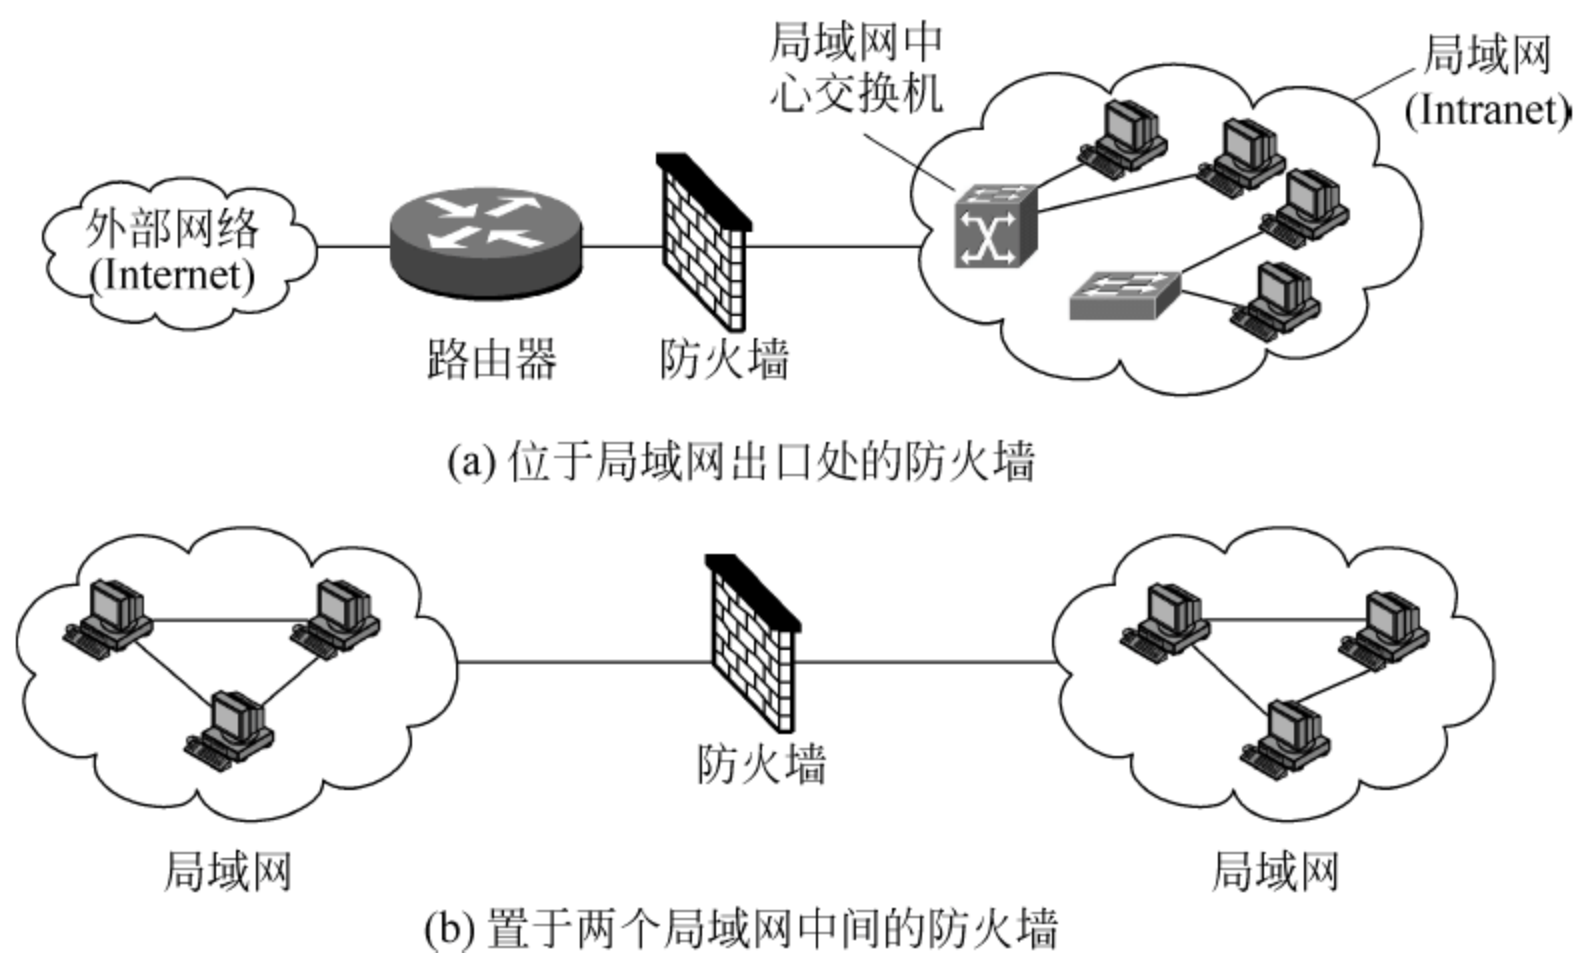 局域网中
心交换机
局域网
(Intranet)
外部网络
(Internet)
路由器
防火墙
(a) 位于局域网出口处的防火墙
防火墙
局域网
局域网
(b) 置于两个局域网中间的防火墙